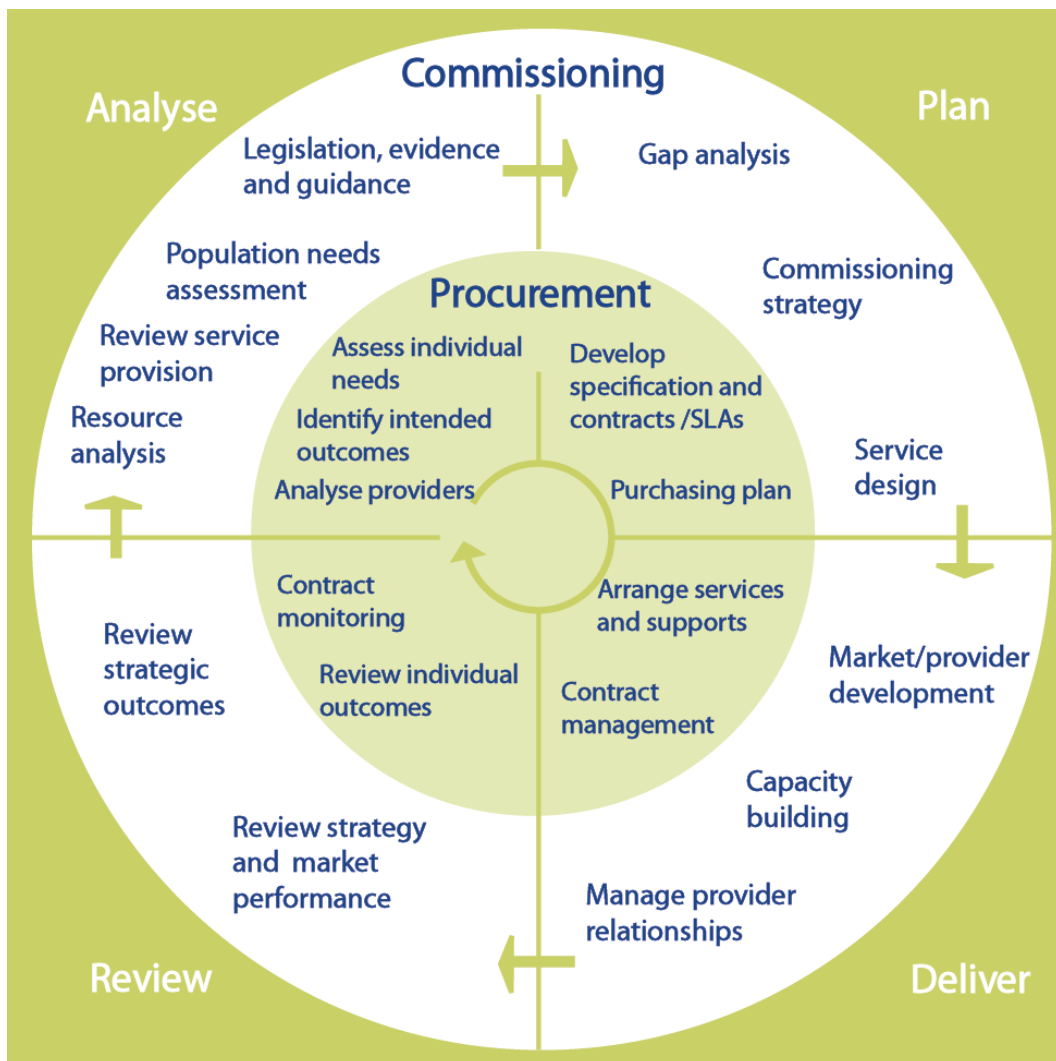 Commissioning
Analyse
Plan
Legislation, evidence
and guidance
Gap analysis
Population needs
assessment
Commissioning
strategy
Review service
provision
Resource
analysis
Service
design
Procurement
Assess individual
needs
Identify intended
outcomes
Analyse providers
Develop
specification and
contracts /SLAs
Purchasing plan
Contract
monitoring
Review individual
outcomes
Arrange services
and supports
Contract
management
Review
strategic
outcomes
Market/provider
development
Capacity
building
Review strategy
and market
performance
Manage provider
relationships
Review
Deliver